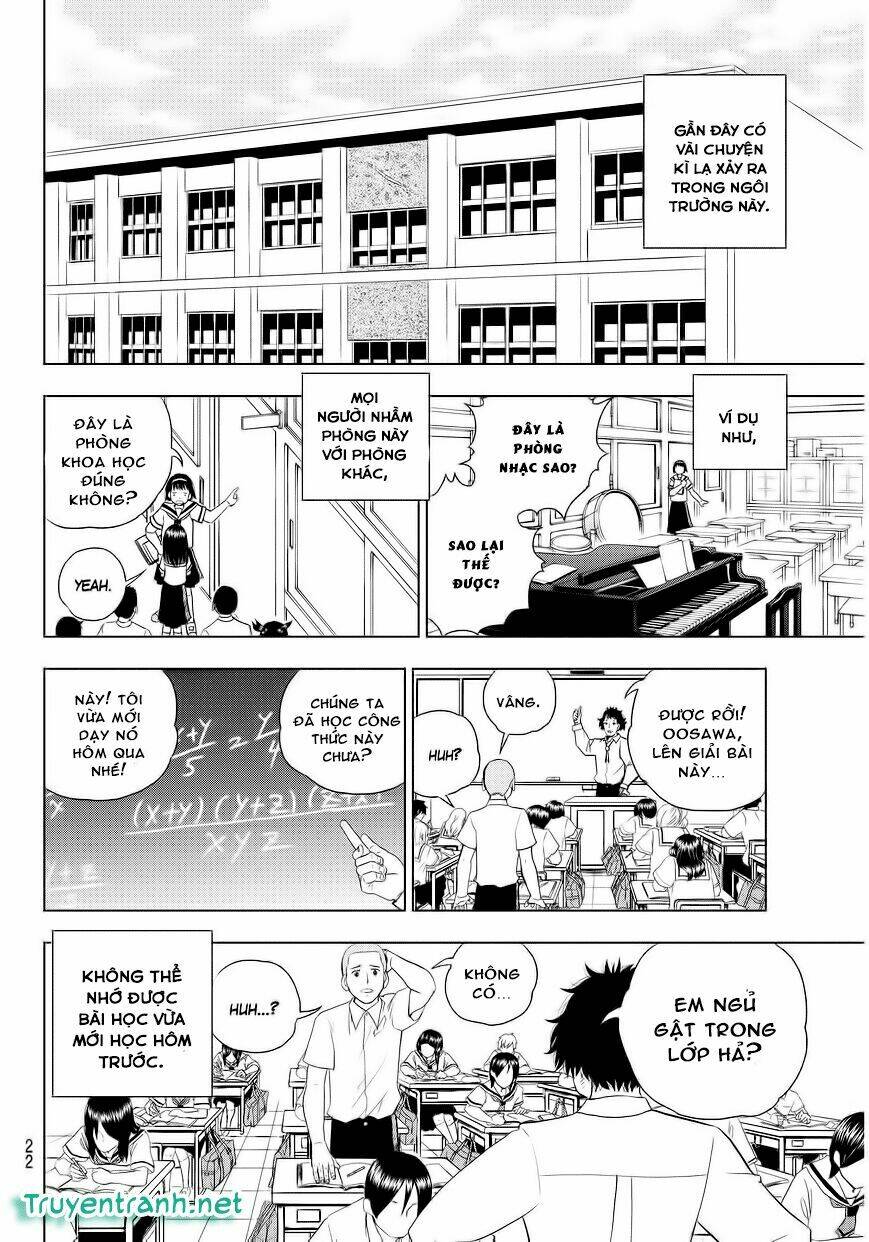 GẦN ĐÂY CÓ
VÀI CHUYỆN
KÌ LẠ XẢY RA
TRONG NGÔI
TRƯỜNG NÀY.
VÍ DỤ
NHƯ,
ĐÂY LÀ
PHÒNG
NHẠC SAO?
SAO LẠI
THẾ
ĐƯỢC?
MỌI
NGƯỜI NHẦM
PHÒNG NÀY
VỚI PHÒNG
KHÁC,
ĐÂY LÀ
PHÒNG
KHOA HỌC
ĐÚNG
KHÔNG?
YEAH.
ĐƯỢC RỒI!
OOSAWA,
LÊN GIẢI BÀI
NÀY...
VÂNG.
HUH?
CHÚNG TA
ĐÃ HỌC CÔNG
THỨC NÀY
CHƯA?
NÀY! TÔI
VỪA MỚI
DẠY NÓ
HÔM QUA
NHÉ!
(x+y) (y+z) (z+x)
xyz
EM NGỦ
GẬT TRONG
LỚP HẢ?
KHÔNG
CÓ...
HUH...?
KHÔNG THỂ
NHỚ ĐƯỢC
BÀI HỌC VỪA
MỚI HỌC HÔM
TRƯỚC.
22
Truyentranh.net